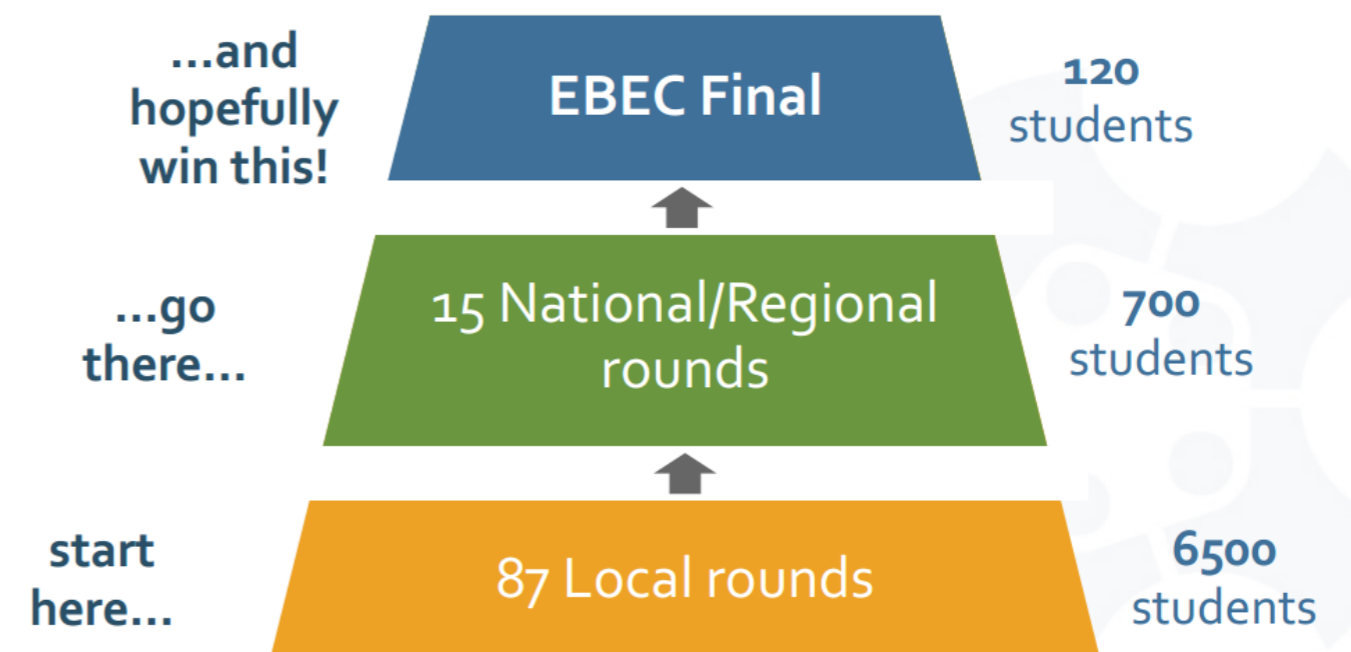 ...and
hopefully
win this!
EBEC Final
120
students
...go
there...
15 National/Regional
rounds
700
students
start
here...
87 Local rounds
6500
students